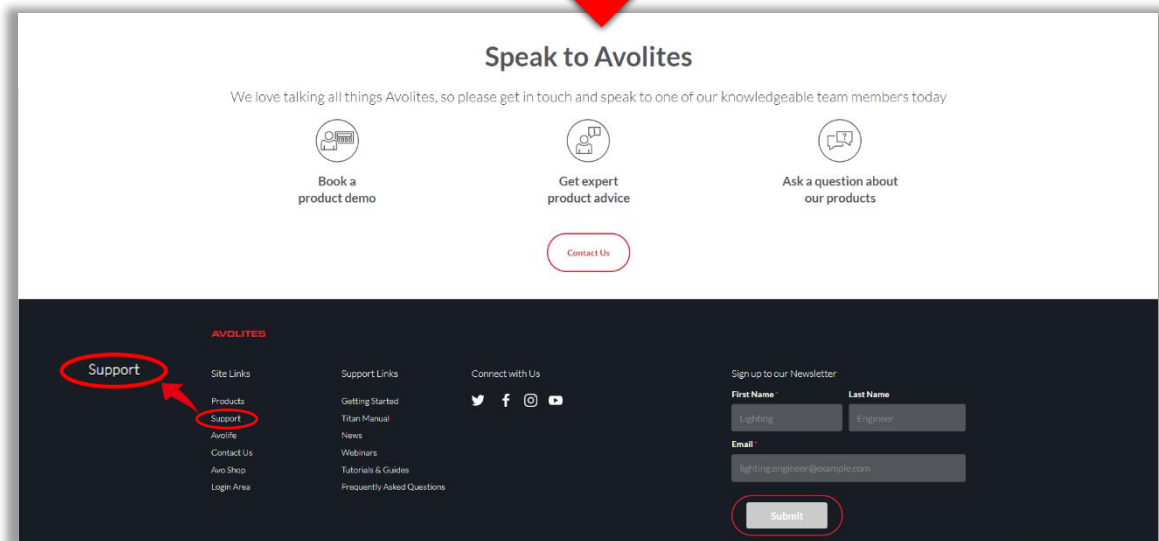 Speak to Avolites
We love talking all things Avolites, so please get in touch and speak to one of our knowledgeable team members today
Book a
product demo
Get expert
product advice
Ask a question about
our products
Contact Us
AVOLITES
Support
Site Links
Products
Support
Avolife
Contact Us
Avo Shop
Login Area
Support Links
Getting Started
Titan Manual
News
Webinars
Tutorials & Guides
Frequently Asked Questions
Connect with Us
Sign up to our Newsletter
First Name*
Last Name
Lighting
Engineer
Email*
lighting.engineer@example.com
Submit